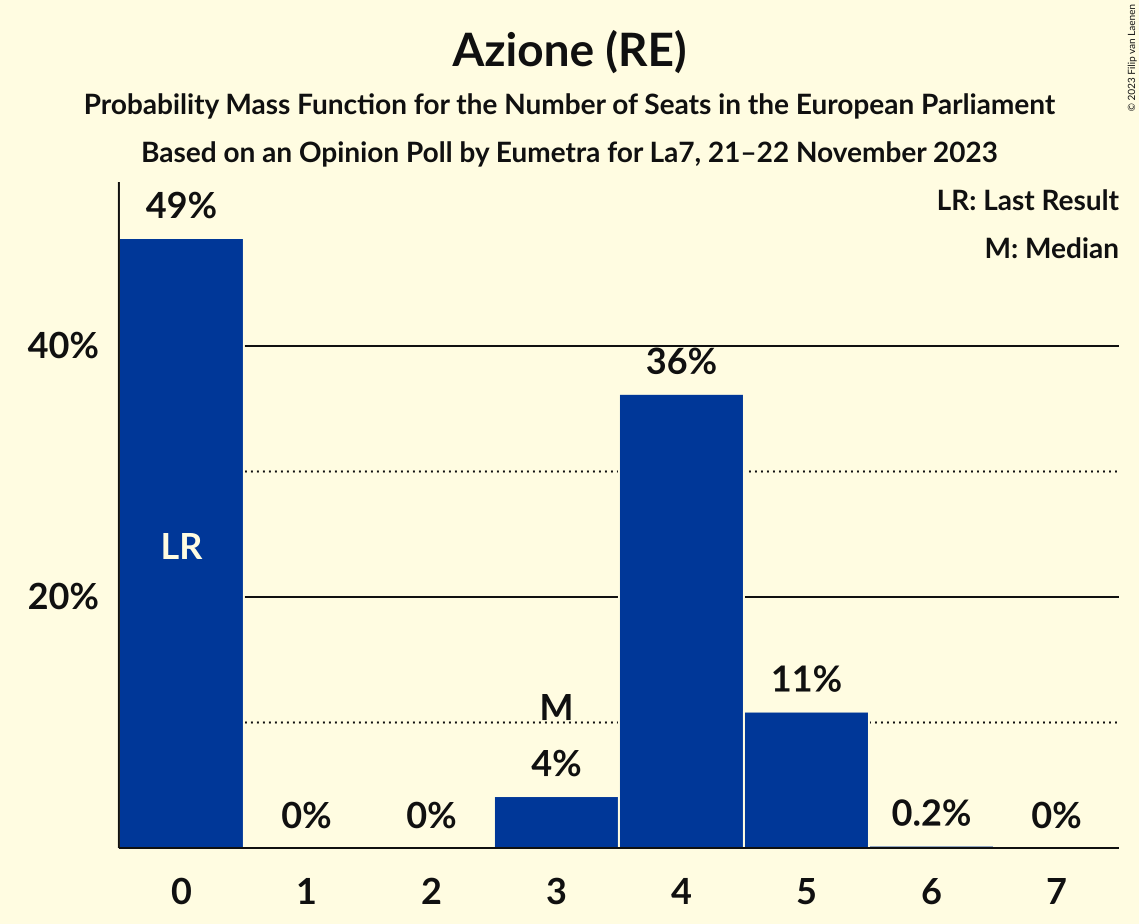 Azione (RE)
Probability Mass Function for the Number of Seats in the European Parliament
Based on an Opinion Poll by Eumetra for La7, 21–22 November 2023
© 2023 Filip van Laenen
LR: Last Result
M: Median
49%
40%
36%
LR
20%
11%
M
4%
0%
0%
0.2%
0%
0
1
2
3
4
5
6
7